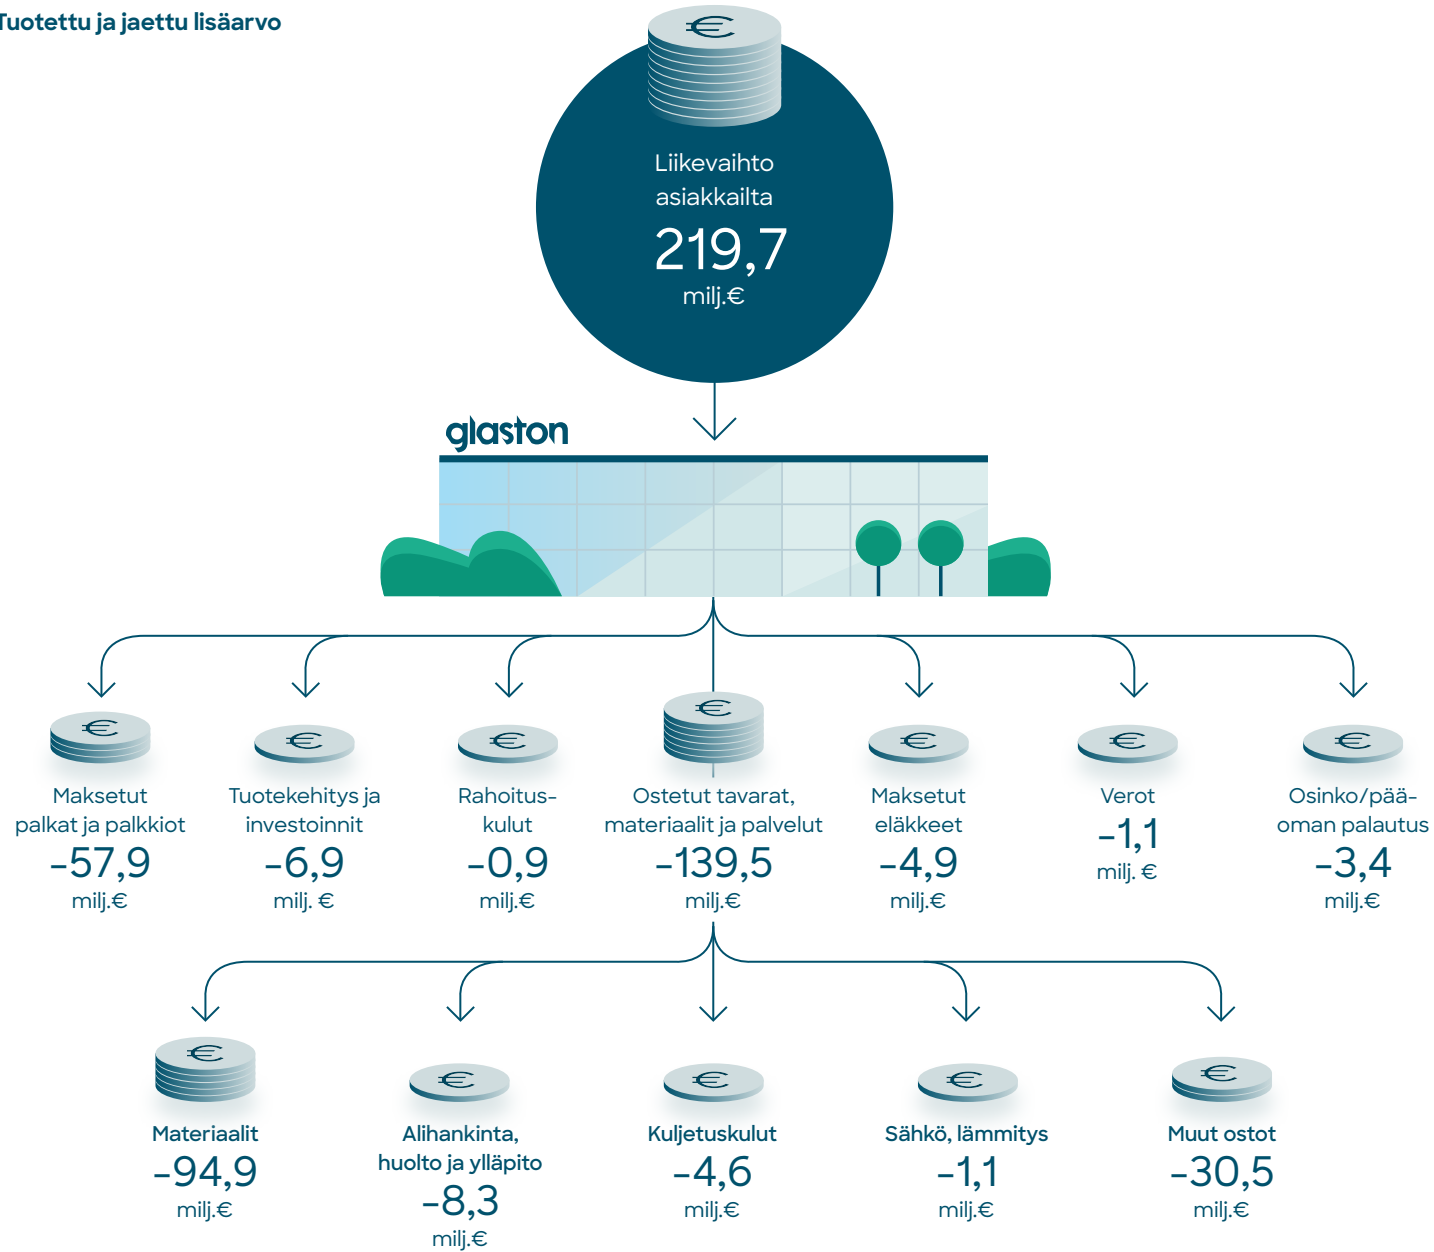 Tuotettu ja jaettu lisäarvo
€
Liikevaihto
asiakkailta
219,7
milj.€
glaston
€
Maksetut
palkat ja palkkiot
-57,9
milj.€
€
Tuotekehitys ja
investoinnit
-6,9
milj. €
€
Rahoitus-
kulut
-0,9
milj.€
€
Ostetut tavarat,
materiaalit ja palvelut
-139,5
milj.€
€
Maksetut
eläkkeet
-4,9
milj.€
€
Verot
-1,1
milj. €
€
Osinko/pää-
oman palautus
-3,4
milj.€
€
Materiaalit
-94,9
milj.€
€
Alihankinta,
huolto ja ylläpito
-8,3
milj.€
€
Kuljetuskulut
-4,6
milj.€
€
Sähkö, lämmitys
-1,1
milj.€
€
Muut ostot
-30,5
milj.€